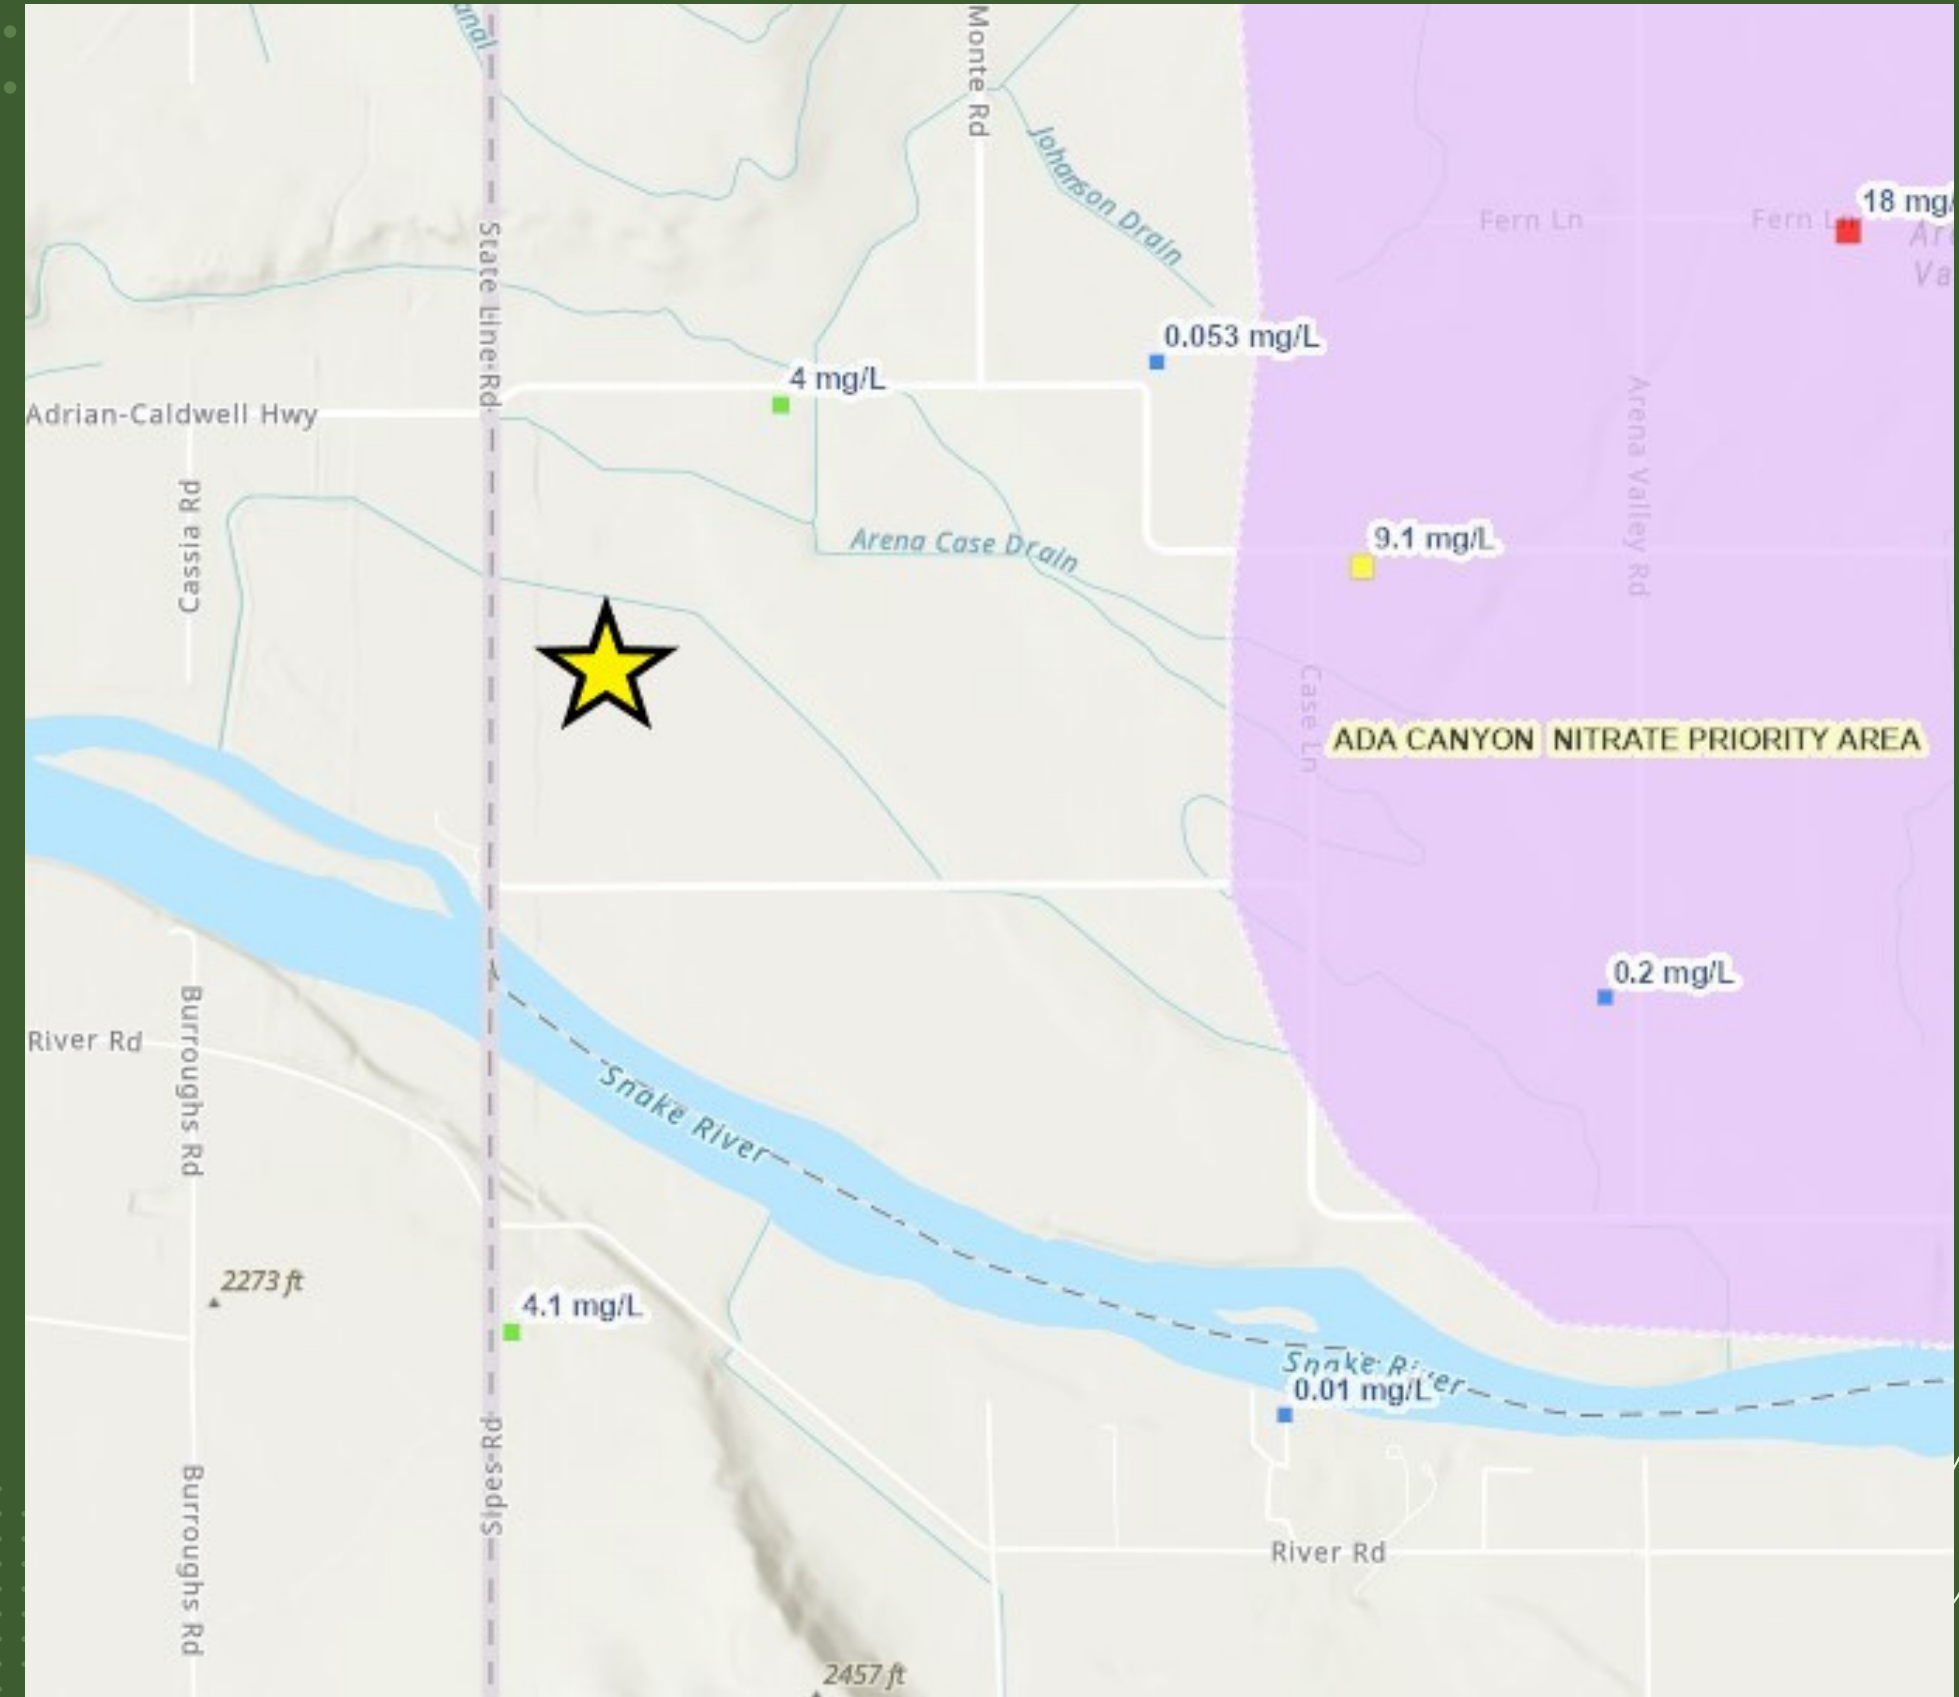 Monte Rd
Johanson Drain
18 mg/
Fern Ln
Fern Ln
State Line Rd
0.053 mg/L
4 mg/L
Adrian-Caldwell Hwy
Cassia Rd
Arena Valley Rd
9.1 mg/L
Arena Case Drain
Case Ln
ADA CANYON NITRATE PRIORITY AREA
0.2 mg/L
River Rd
Burroughs Rd
Snake River
2273 ft
4.1 mg/L
Snake River
0.01 mg/L
Sipes Rd
Burroughs Rd
River Rd
2457 ft